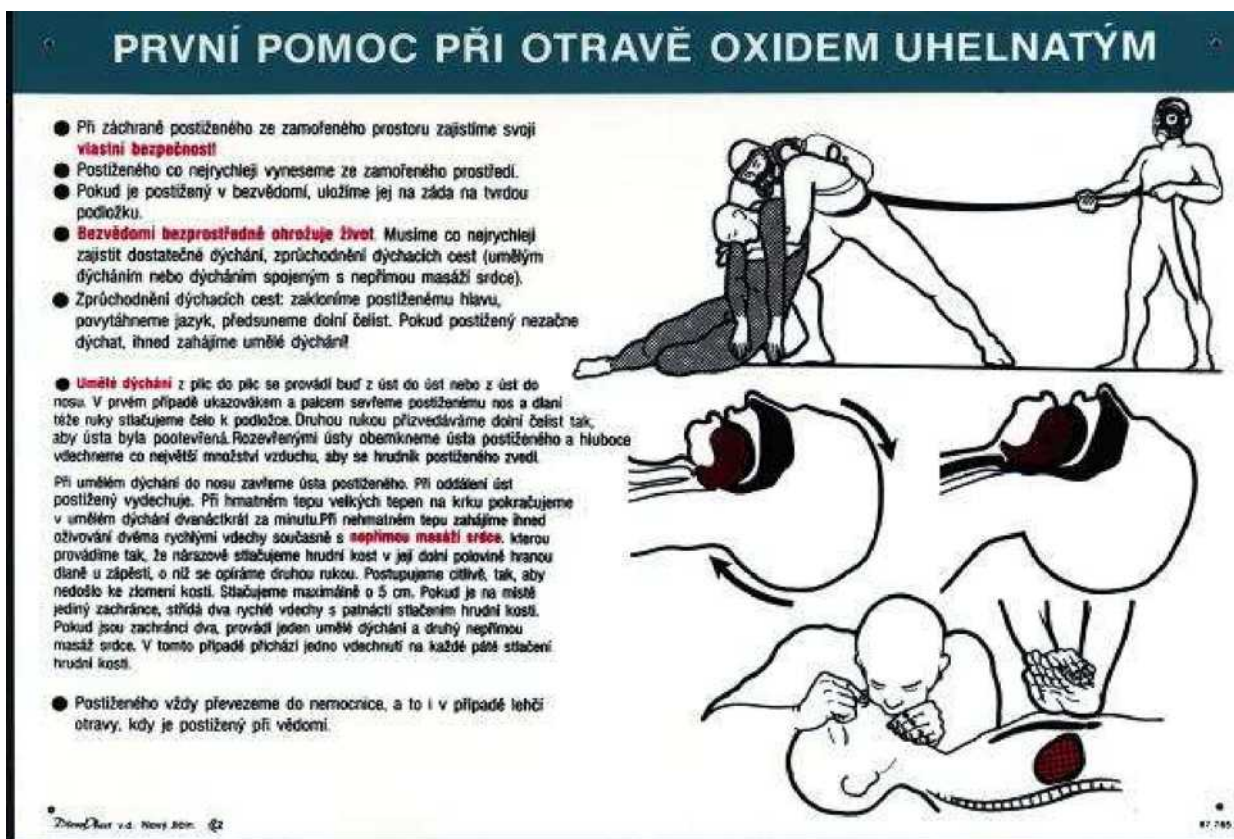 PRVNÍ POMOC PŘI OTRAVĚ OXIDEM UHELNATÝM
● Při záchraně postiženého ze zamořeného prostoru zajistíme svoji
vlastní bezpečnost!
● Postiženého co nejrychleji vyneseme ze zamořeného prostředí.
● Pokud je postižený v bezvědomí, uložíme jej na záda na tvrdou
podložku.
● Bezvědomí bezprostředně ohrožuje život. Musíme co nejrychleji
zajistit dostatečné dýchání, zprůchodnění dýchacích cest (umělým
dýcháním nebo dýcháním spojeným s nepřímou masáží srdce).
● Zprůchodnění dýchacích cest: zakloníme postiženému hlavu,
povytáhneme jazyk, předsuneme dolní čelist. Pokud postižený nezačne
dýchat, ihned zahájíme umělé dýchání!
● Umělé dýchání z plic do plic se provádí buď z úst do úst nebo z úst do
nosu. V prvém případě ukazovákem a palcem sevřeme postiženému nos a dlaní
téže ruky stlačujeme čelo k podložce. Druhou rukou přizvedáváme dolní čelist tak,
aby ústa byla pootevřená. Rozevřenými ústy obemkneme ústa postiženého a hluboce
vdechneme co největší množství vzduchu, aby se hrudník postiženého zvedl.
Při umělém dýchání do nosu zavřeme ústa postiženého. Při oddálení úst
postižený vydechuje. Při hmatném tepu velkých tepen na krku pokračujeme
v umělém dýchání dvanáctkrát za minutu. Při nehmatném tepu zahájíme ihned
oživování dvěma rychlými vdechy současně s nepřímou masáží srdce, kterou
provádíme tak, že nárazově stlačujeme hrudní kost v její dolní polovině hranou
dlaně u zápěstí, o niž se opíráme druhou rukou. Postupujeme citlivě, tak, aby
nedošlo ke zlomení kosti. Stlačujeme maximálně o 5 cm. Pokud je na místě
jediný zachránce, střídá dva rychlé vdechy s patnácti stlačením hrudní kosti.
Pokud jsou zachránci dva, provádí jeden umělé dýchání a druhý nepřímou
masáž srdce. V tomto případě přichází jedno vdechnutí na každé páté stlačení
hrudní kosti.
● Postiženého vždy převezeme do nemocnice, a to i v případě lehčí
otravy, kdy je postižený při vědomí.
v.d. Nový Jičín